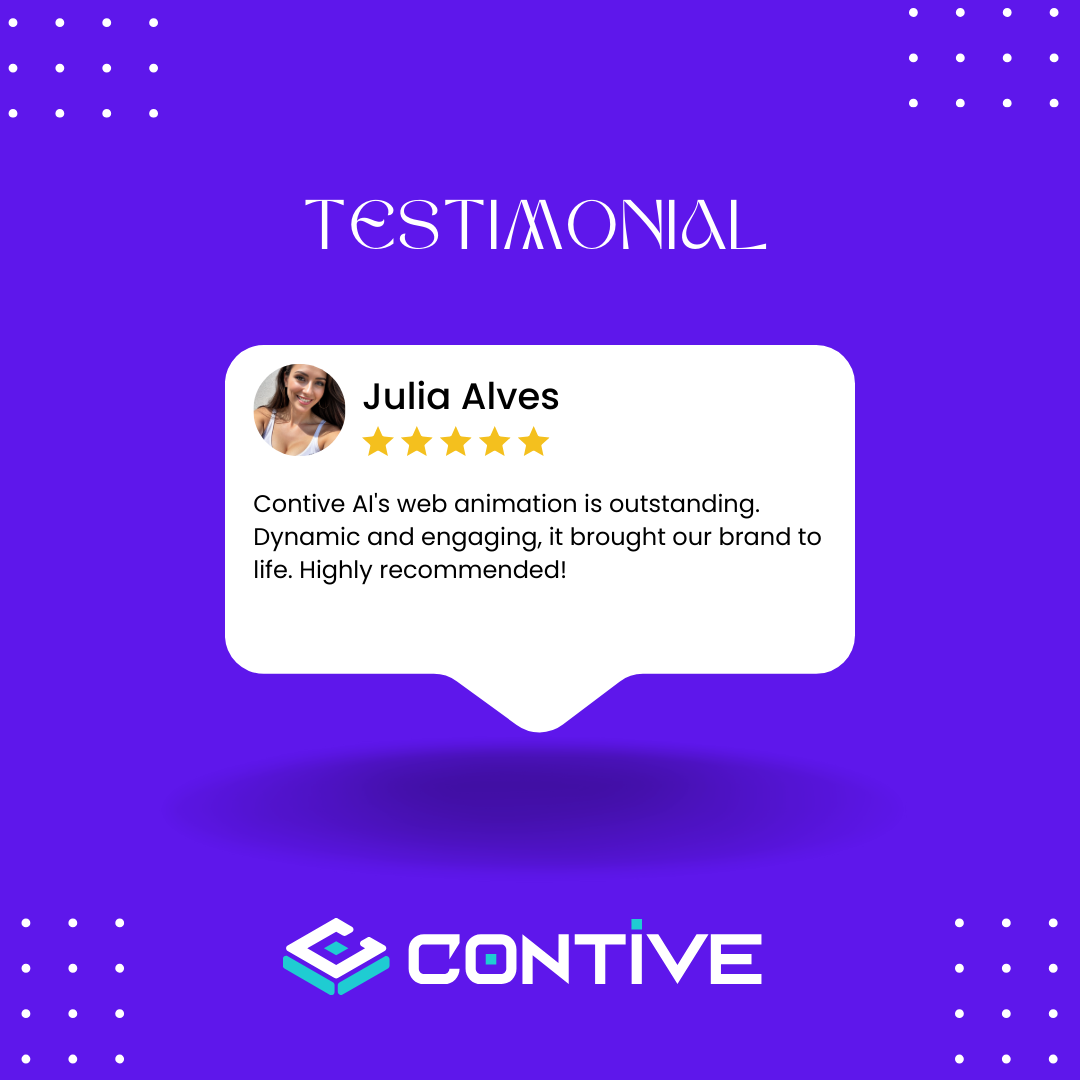 TESTIMONIAL
Julia Alves
Contive AI's web animation is outstanding.
Dynamic and engaging, it brought our brand to
life. Highly recommended!
CONTIVE